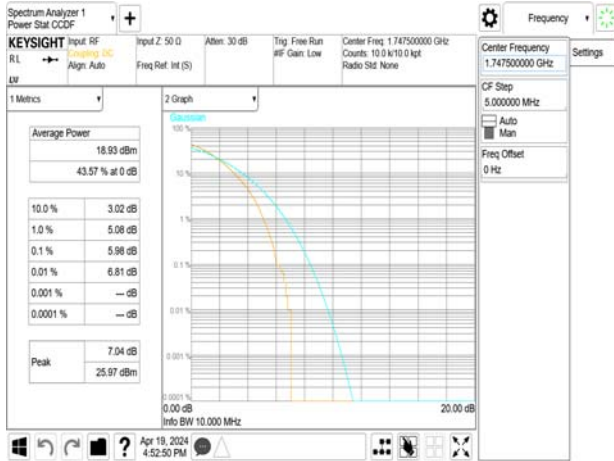 Spectrum Analyzer 1
Power Stat CCDF
KEYSIGHT
RL
Input: RF
Coupling: DC
Align: Auto
Input Z: 50 Ω
Freq Ref: Int (S)
Atten: 30 dB
Trig: Free Run
#IF Gain: Low
Center Freq: 1.747500000 GHz
Counts: 10.0 k/10.0 kpt
Radio Std: None
1 Metrics
Average Power
18.93 dBm
43.57 % at 0 dB
10.0 % 3.02 dB
1.0 % 5.08 dB
0.1 % 5.98 dB
0.01 % 6.81 dB
0.001 % --- dB
0.0001 % --- dB
Peak
7.04 dB
25.97 dBm
2 Graph
Gaussian
100 %
10 %
1 %
0.1 %
0.01 %
0.001 %
0.0001 %
0.00 dB 20.00 dB
Info BW 10.000 MHz
Frequency
Center Frequency
1.747500000 GHz
Settings
CF Step
5.000000 MHz
Auto
Man
Freq Offset
0 Hz
?
Apr 19, 2024
4:52:50 PM